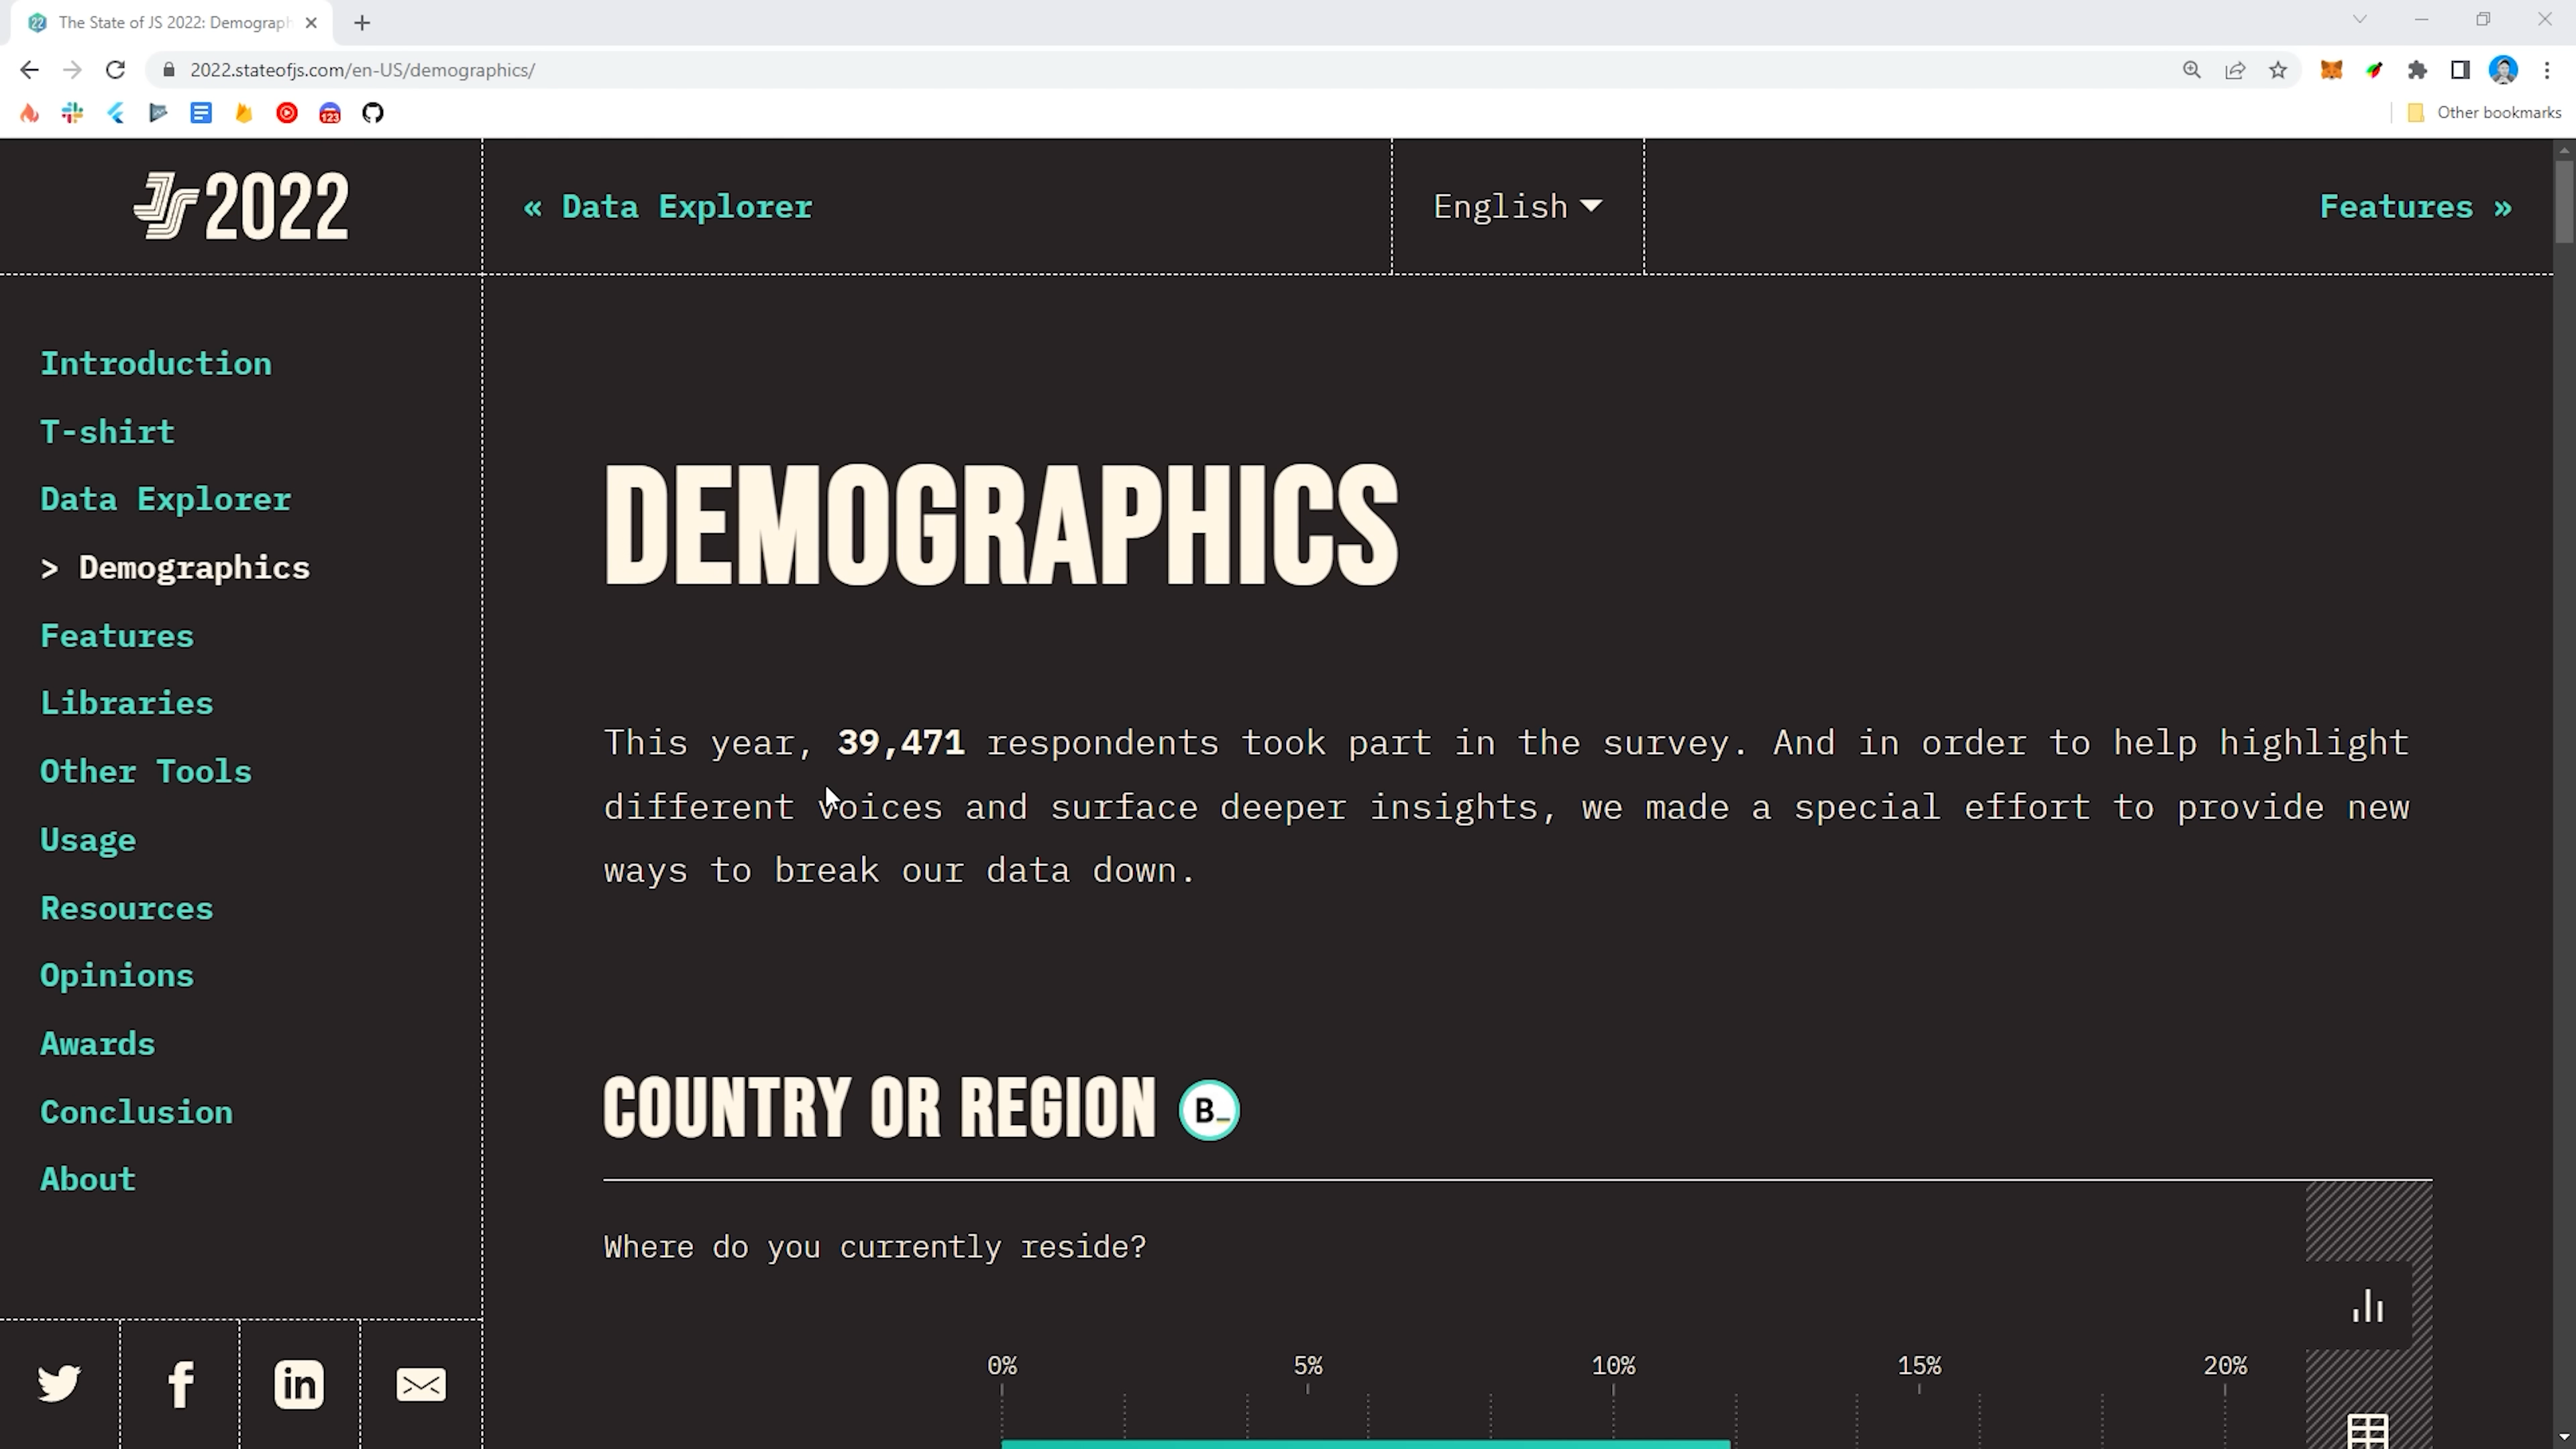 The State of JS 2022: Demograph
2022.stateofjs.com/en-US/demographics/
123
Other bookmarks
JS 2022
« Data Explorer
English
Features »
Introduction
T-shirt
Data Explorer
> Demographics
Features
Libraries
Other Tools
Usage
Resources
Opinions
Awards
Conclusion
About
DEMOGRAPHICS
This year, 39,471 respondents took part in the survey. And in order to help highlight
different voices and surface deeper insights, we made a special effort to provide new
ways to break our data down.
COUNTRY OR REGION B_
Where do you currently reside?
0% 5% 10% 15% 20%
f in